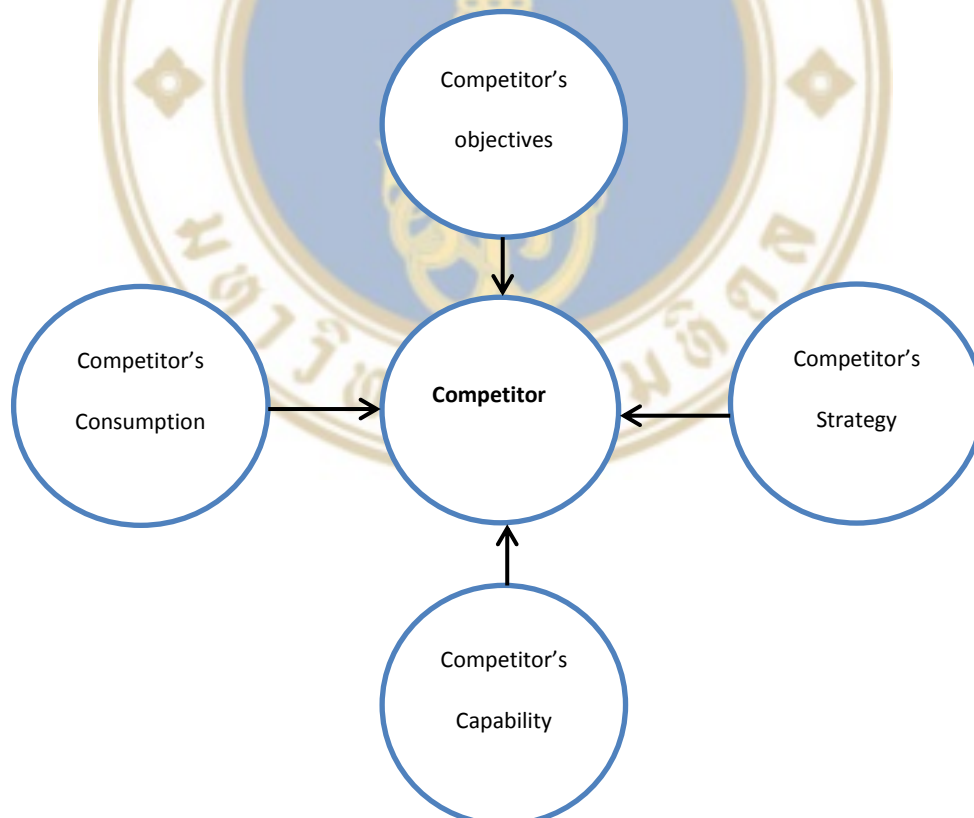 Competitor’s
objectives
Competitor’s
Consumption
Competitor
Competitor’s
Strategy
Competitor’s
Capability